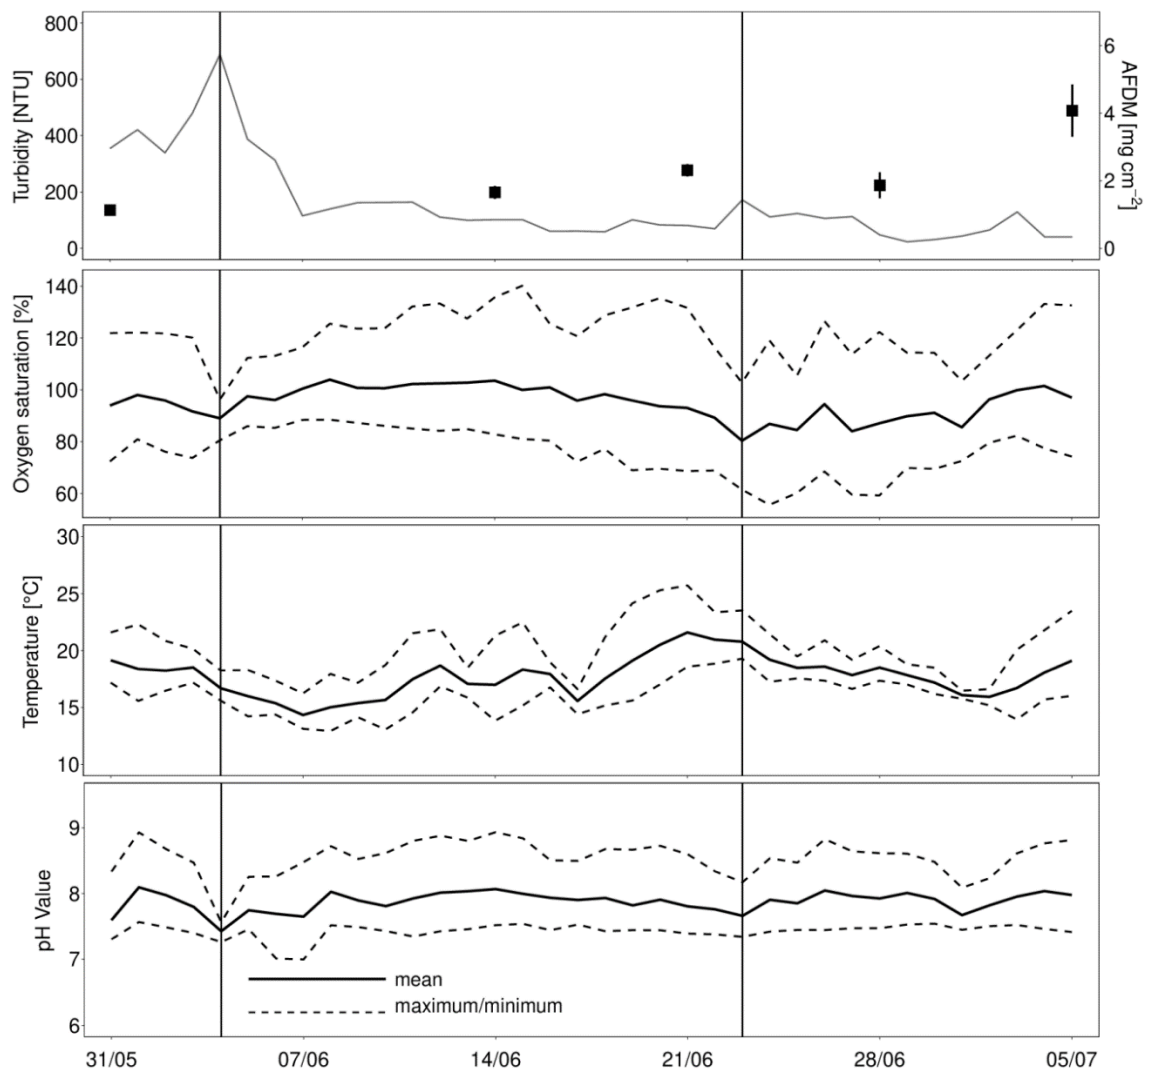 800
600
400
200
0
Turbidity [NTU]
6
4
2
0
AFDM [mg cm⁻²]
140
120
100
80
60
Oxygen saturation [%]
30
25
20
15
10
Temperature [°C]
9
8
7
6
pH Value
mean
maximum/minimum
31/05 07/06 14/06 21/06 28/06 05/07